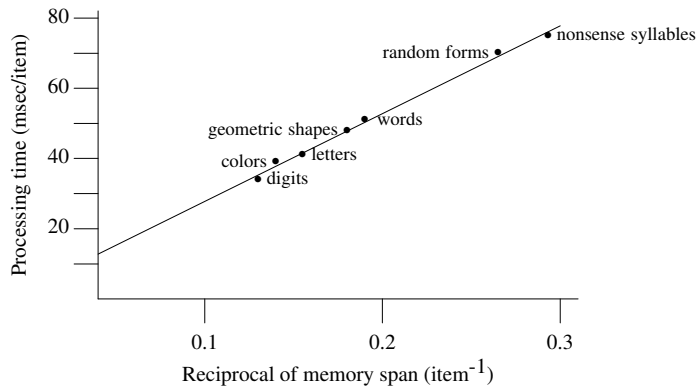 80
60
40
20
Processing time (msec/item)
random forms
nonsense syllables
geometric shapes
words
colors
letters
digits
0.1
0.2
0.3
Reciprocal of memory span (item⁻¹)